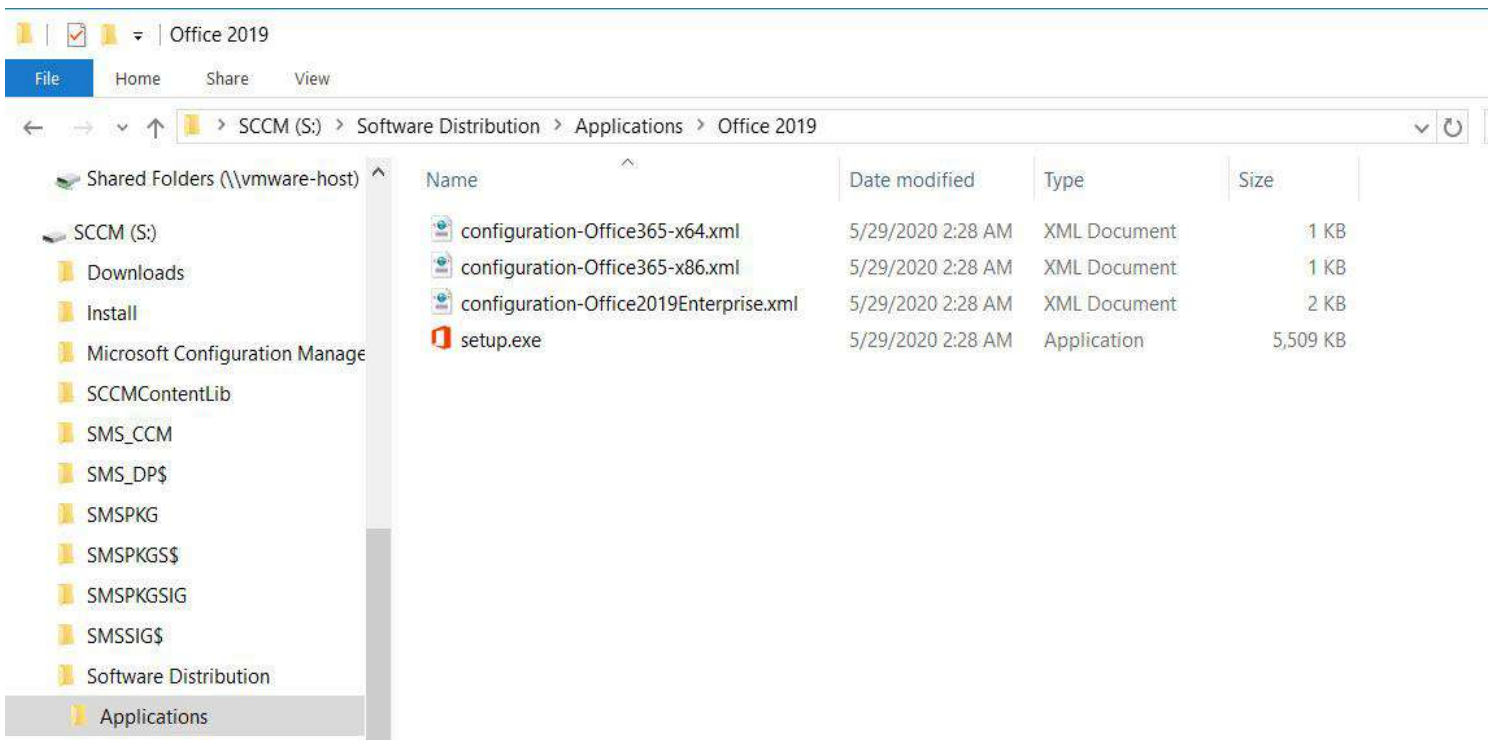 Office 2019
File Home Share View
SCCM (S:) > Software Distribution > Applications > Office 2019
Shared Folders (\\vmware-host)
SCCM (S:)
Downloads
Install
Microsoft Configuration Manage
SCCMContentLib
SMS_CCM
SMS_DP$
SMSPKG
SMSPKGS$
SMSPKGSIG
SMSSIG$
Software Distribution
Applications
Name Date modified Type Size
configuration-Office365-x64.xml 5/29/2020 2:28 AM XML Document 1 KB
configuration-Office365-x86.xml 5/29/2020 2:28 AM XML Document 1 KB
configuration-Office2019Enterprise.xml 5/29/2020 2:28 AM XML Document 2 KB
setup.exe 5/29/2020 2:28 AM Application 5,509 KB